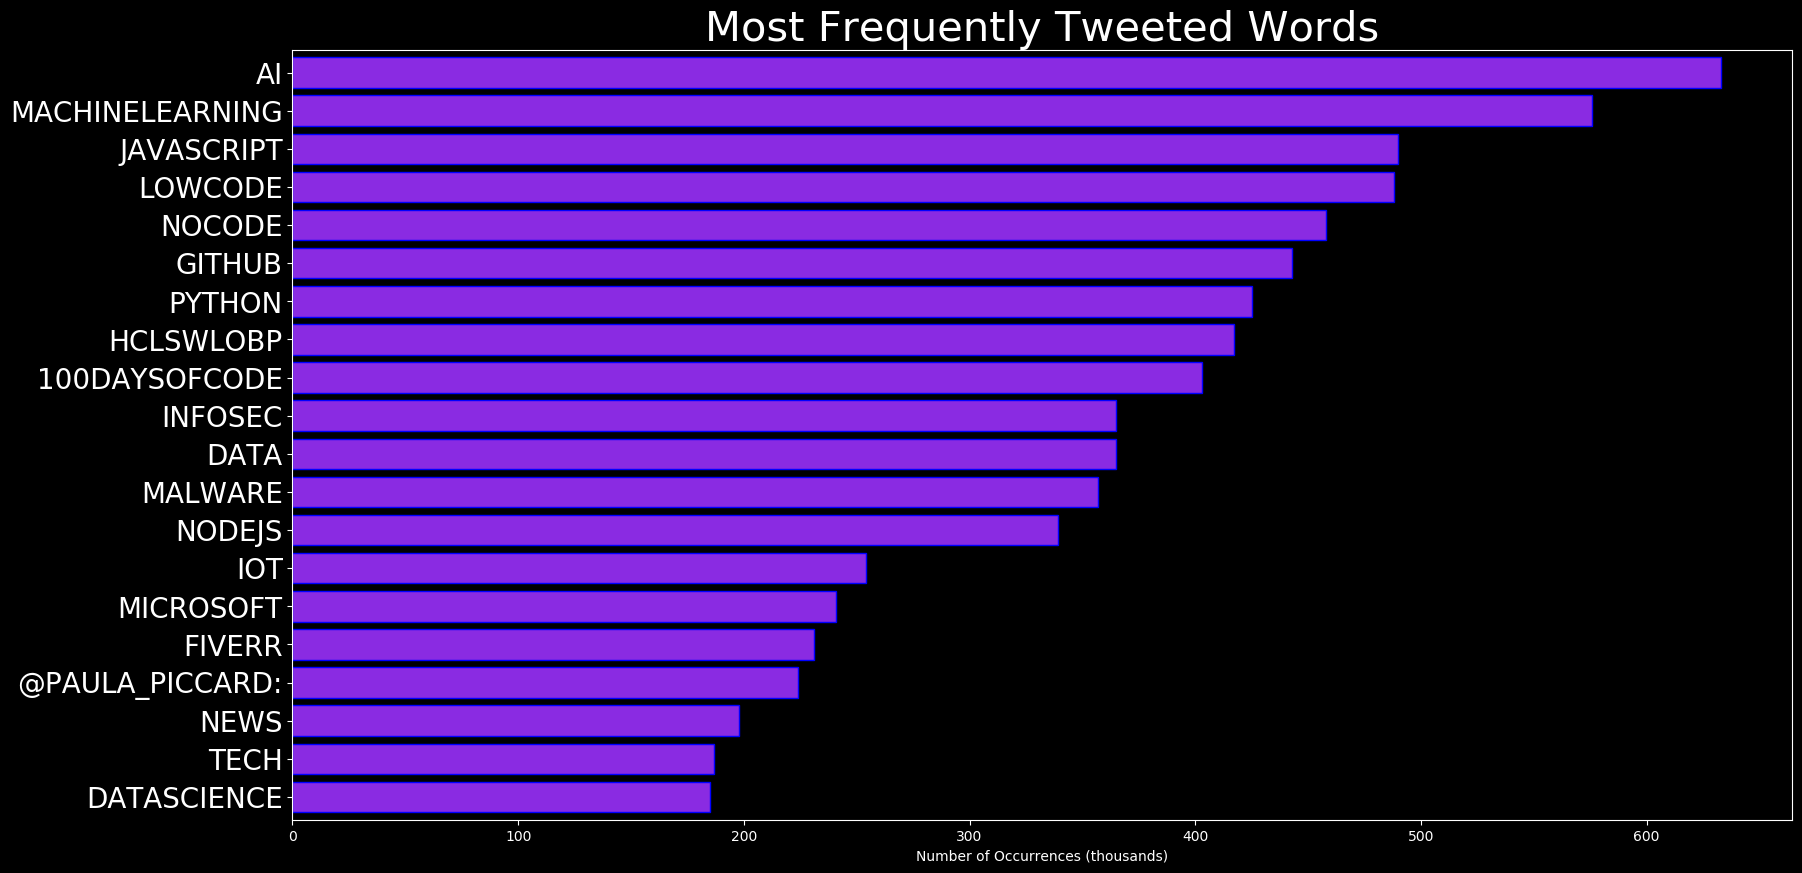 Most Frequently Tweeted Words
AI
MACHINELEARNING
JAVASCRIPT
LOWCODE
NOCODE
GITHUB
PYTHON
HCLSWLOBP
100DAYSOFCODE
INFOSEC
DATA
MALWARE
NODEJS
IOT
MICROSOFT
FIVERR
@PAULA_PICCARD:
NEWS
TECH
DATASCIENCE
0 100 200 300 400 500 600
Number of Occurrences (thousands)